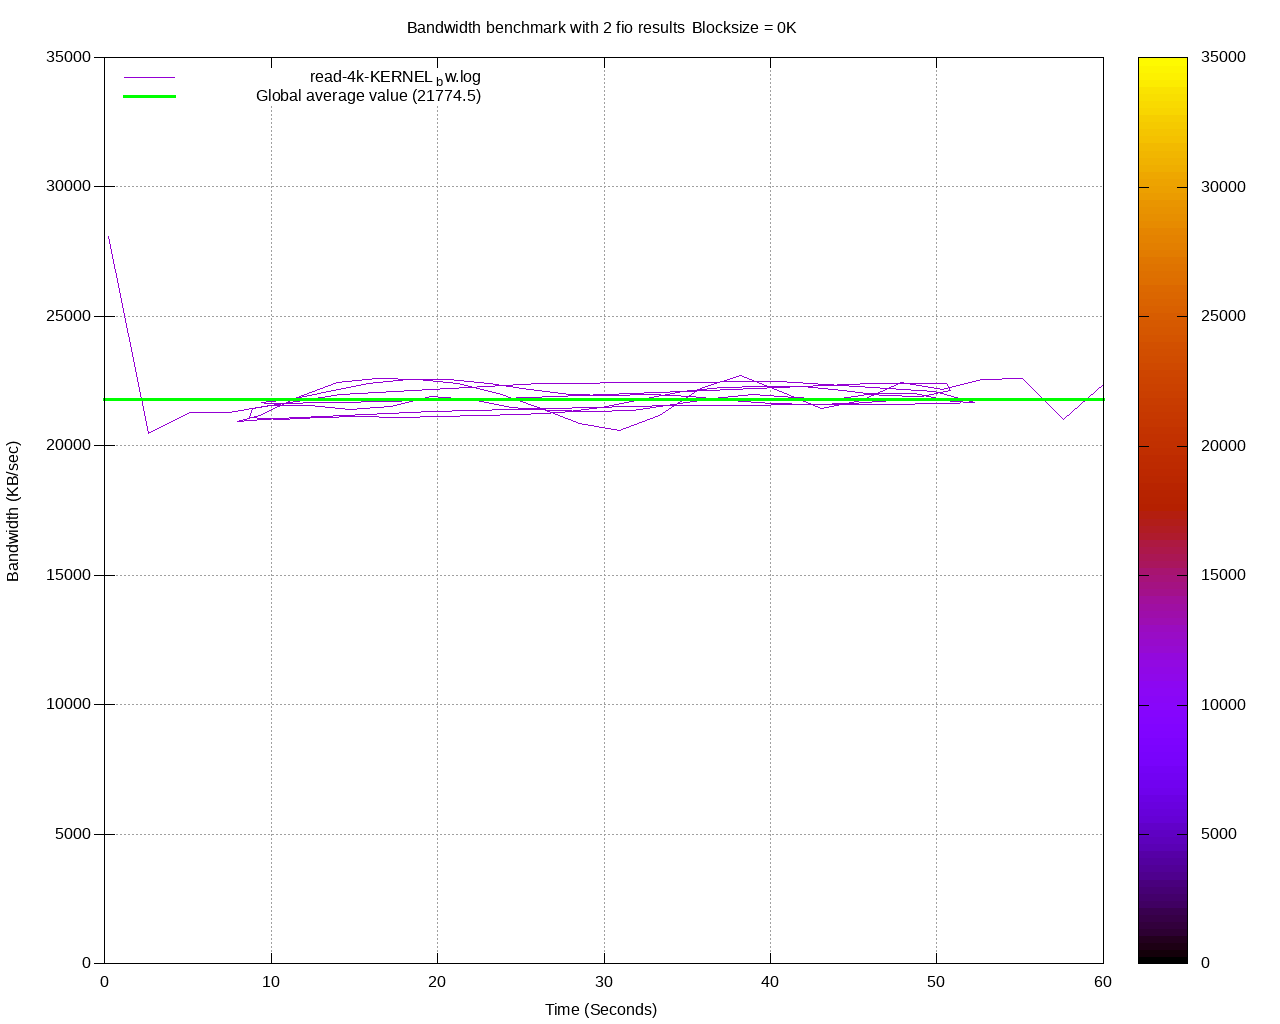 Bandwidth benchmark with 2 fio results Blocksize = 0K
read-4k-KERNEL_bw.log
Global average value (21774.5)
35000
30000
25000
20000
15000
10000
5000
0
Bandwidth (KB/sec)
0 10 20 30 40 50 60
Time (Seconds)
35000
30000
25000
20000
15000
10000
5000
0